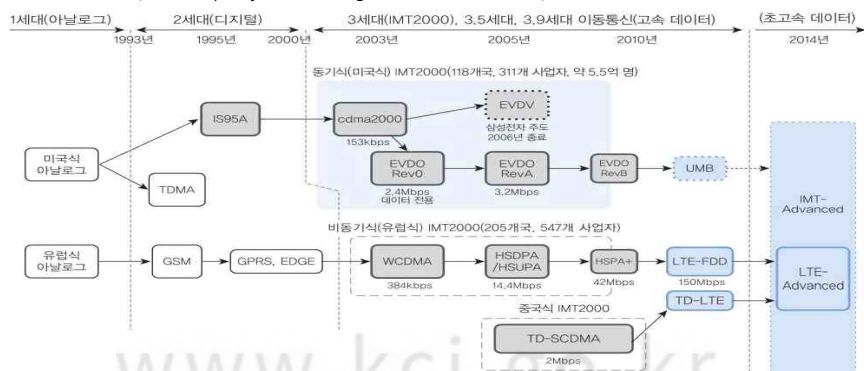 1세대(아날로그)
2세대(디지털)
3세대(IMT2000), 3.5세대, 3.9세대 이동통신(고속 데이터)
(초고속 데이터)
1993년
1995년
2000년
2003년
2005년
2010년
2014년
동기식(미국식) IMT2000(118개국, 311개 사업자, 약 5.5억 명)
IS95A
cdma2000
153kbps
EVDV
삼성전자 주도
2006년 종료
미국식
아날로그
TDMA
EVDO
Rev0
2.4Mbps
데이터 전용
EVDO
RevA
3.2Mbps
EVDO
RevB
UMB
IMT-
Advanced
비동기식(유럽식) IMT2000(205개국, 547개 사업자)
유럽식
아날로그
GSM
GPRS, EDGE
WCDMA
384kbps
HSDPA
/HSUPA
14.4Mbps
HSPA+
42Mbps
LTE-FDD
150Mbps
LTE-
Advanced
TD-LTE
중국식 IMT2000
TD-SCDMA
2Mbps
www.kci.go.kr